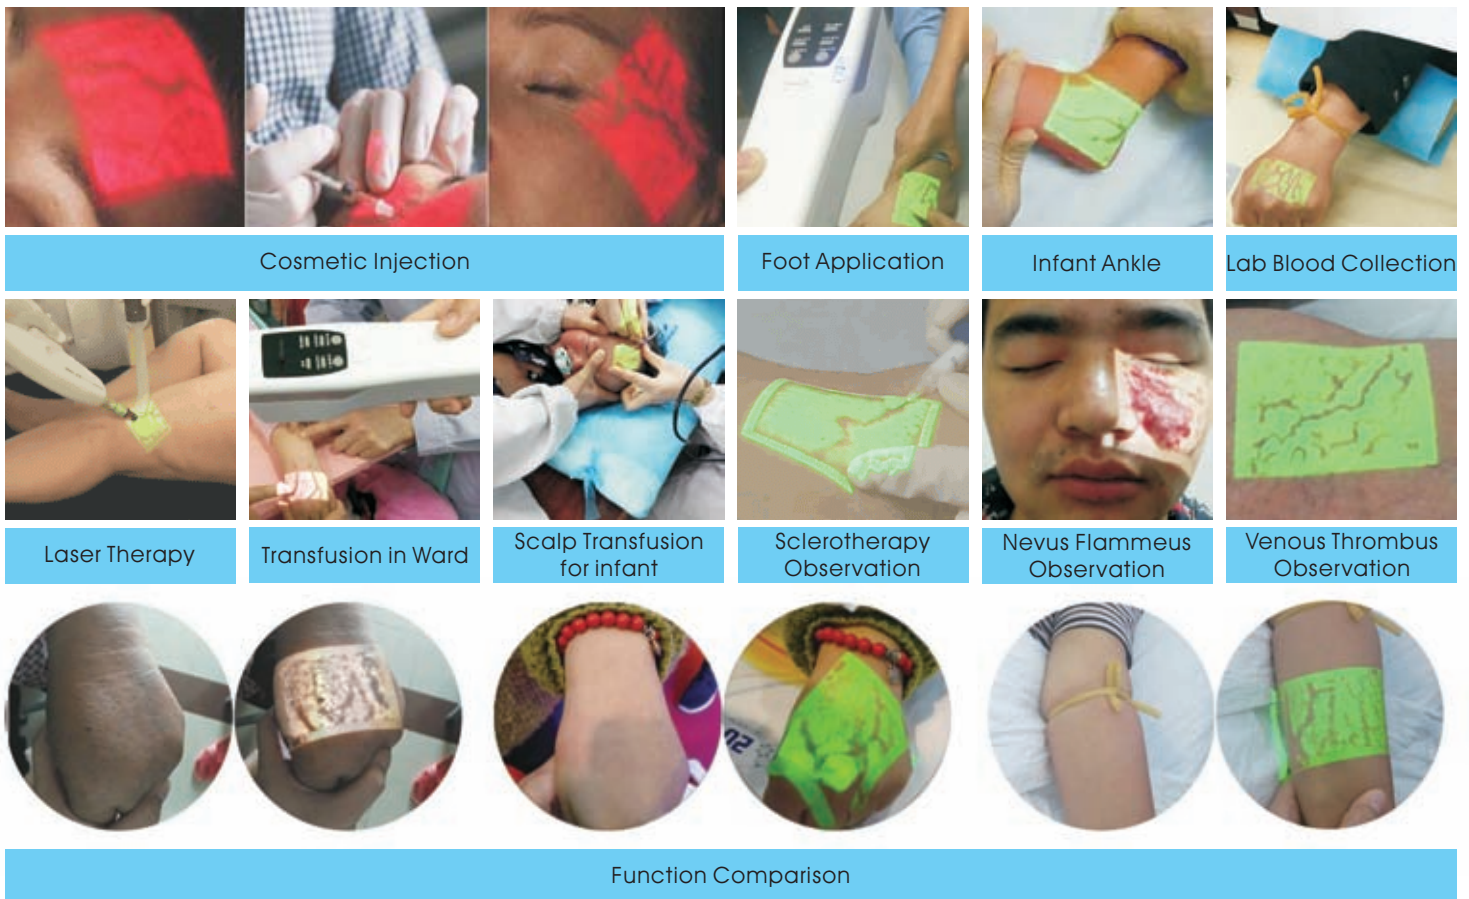 Cosmetic Injection
Foot Application
Infant Ankle
Lab Blood Collection
Laser Therapy
Transfusion in Ward
Scalp Transfusion
for infant
Sclerotherapy
Observation
Nevus Flammeus
Observation
Venous Thrombus
Observation
Function Comparison